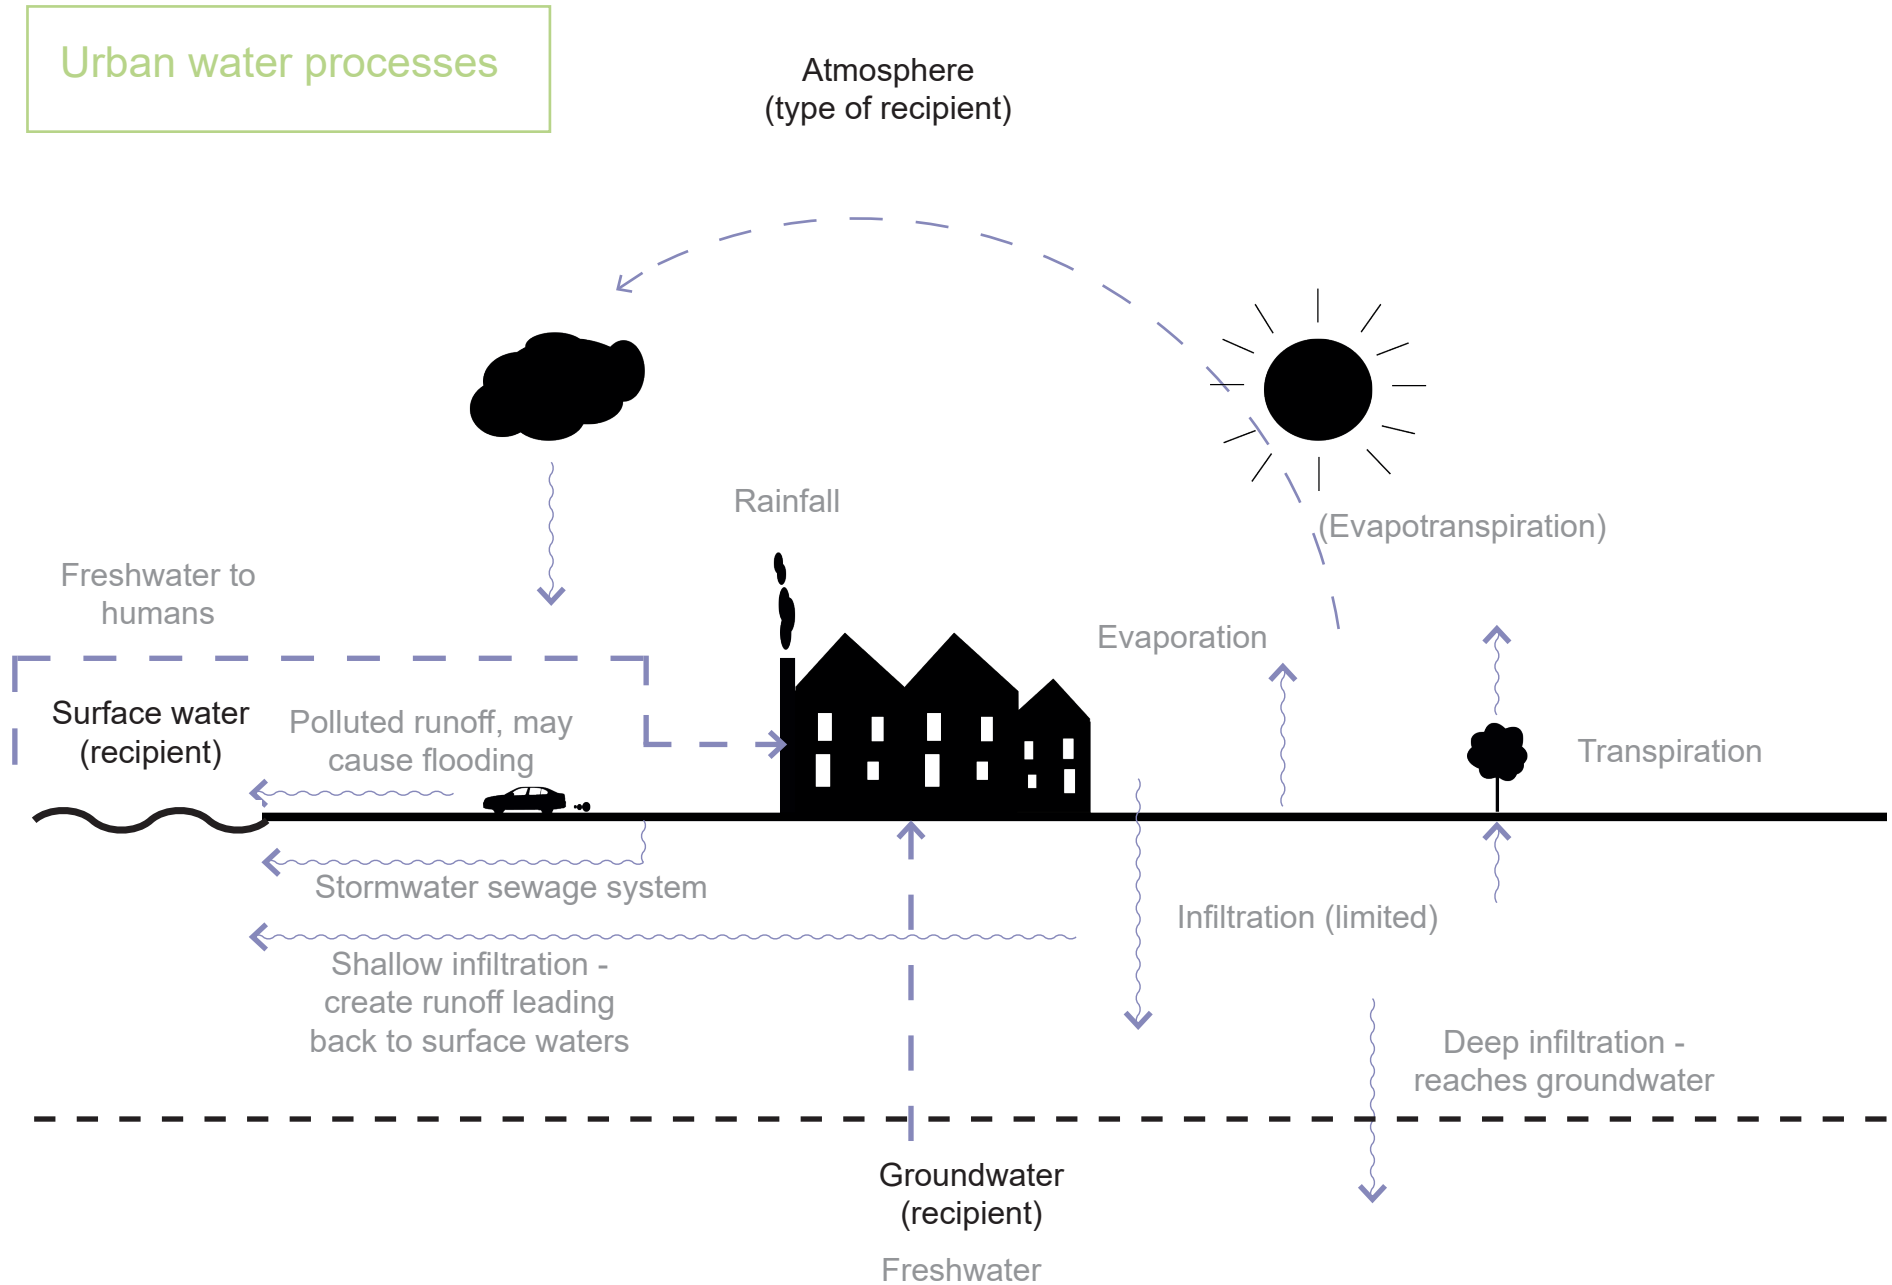 Urban water processes
Atmosphere
(type of recipient)
Rainfall
(Evapotranspiration)
Freshwater to
humans
Evaporation
Surface water
(recipient)
Polluted runoff, may
cause flooding
Transpiration
Stormwater sewage system
Infiltration (limited)
Shallow infiltration -
create runoff leading
back to surface waters
Deep infiltration -
reaches groundwater
Groundwater
(recipient)
Freshwater